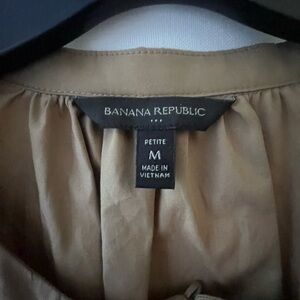 BANANA REPUBLIC
PETITE
M
MADE IN
VIETNAM